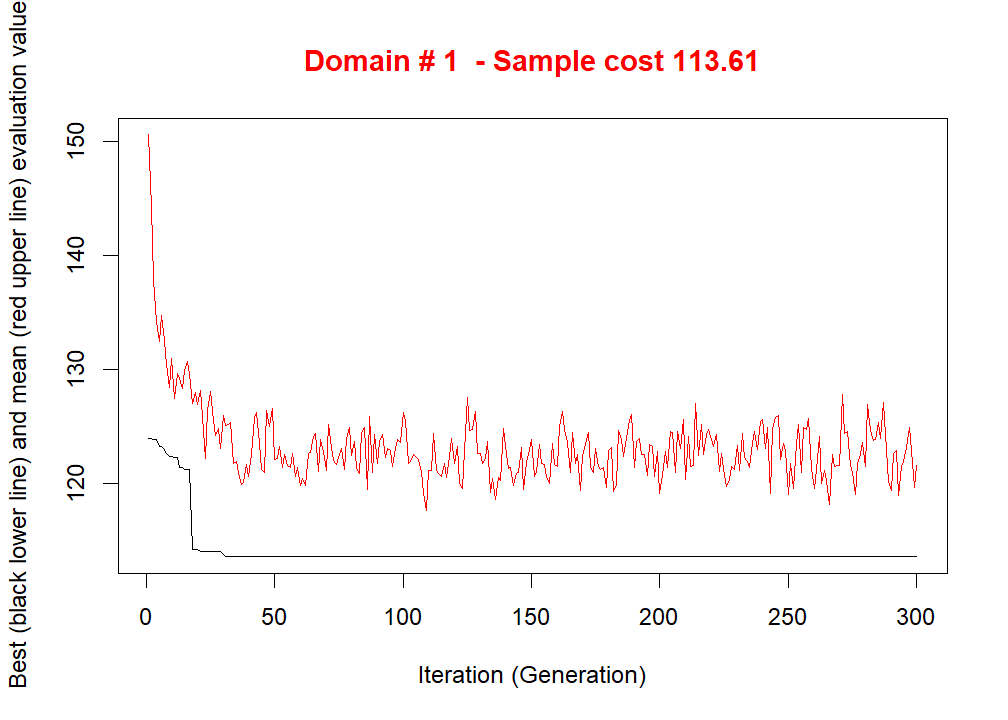 Domain # 1  - Sample cost 113.61
Best (black lower line) and mean (red upper line) evaluation value
150
140
130
120
0 50 100 150 200 250 300
Iteration (Generation)